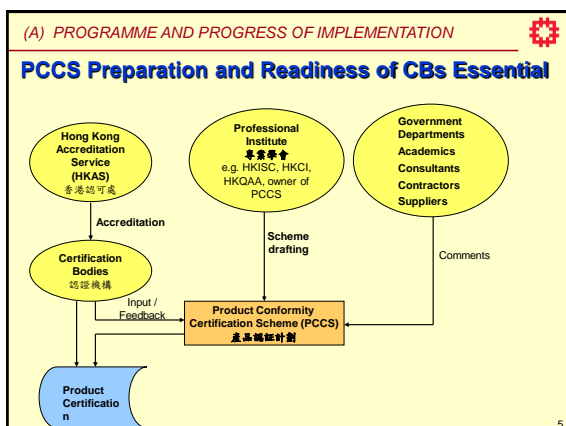 (A) PROGRAMME AND PROGRESS OF IMPLEMENTATION
PCCS Preparation and Readiness of CBs Essential
Hong Kong
Accreditation
Service
(HKAS)
香港認可處
Professional
Institute
專業學會
e.g. HKISC, HKCI,
HKQAA, owner of
PCCS
Government
Departments
Academics
Consultants
Contractors
Suppliers
Accreditation
Scheme
drafting
Comments
Certification
Bodies
認證機構
Input /
Feedback
Product Conformity
Certification Scheme (PCCS)
產品認証計劃
Product
Certificatio
n
5